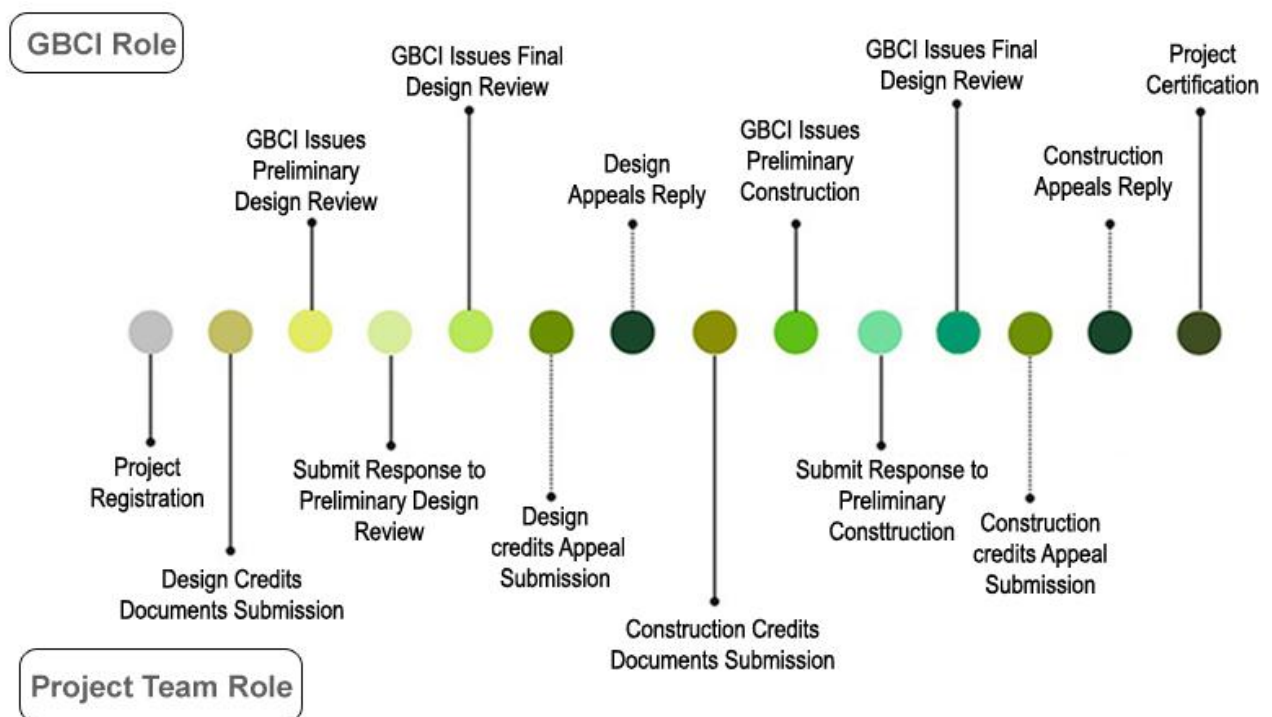 GBCI Role
GBCI Issues Final
Design Review
GBCI Issues Final
Design Review
Project
Certification
GBCI Issues
Preliminary
Design Review
Design
Appeals Reply
GBCI Issues
Preliminary
Construction
Construction
Appeals Reply
Project
Registration
Submit Response to
Preliminary Design
Review
Design
credits Appeal
Submission
Submit Response to
Preliminary
Consttruction
Construction
credits Appeal
Submission
Design Credits
Documents Submission
Construction Credits
Documents Submission
Project Team Role